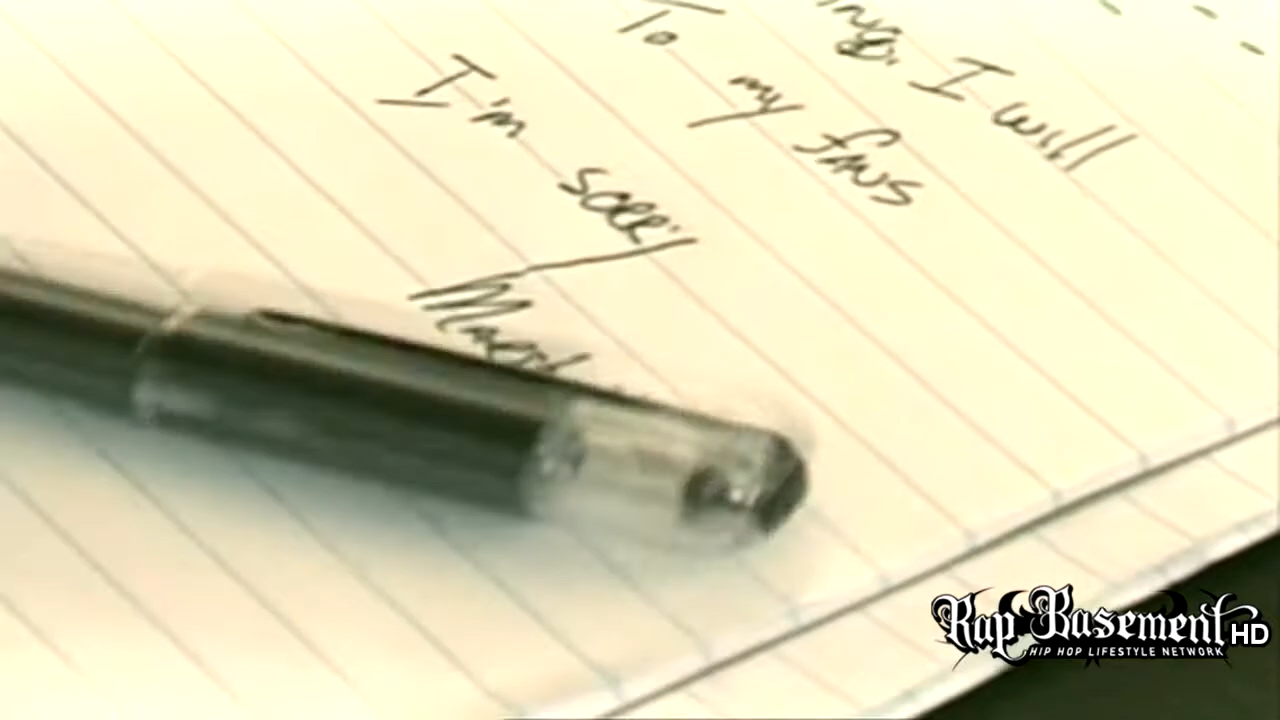 I will
To my fans
I'm sorry
Rap Basement HD
HIP HOP LIFESTYLE NETWORK